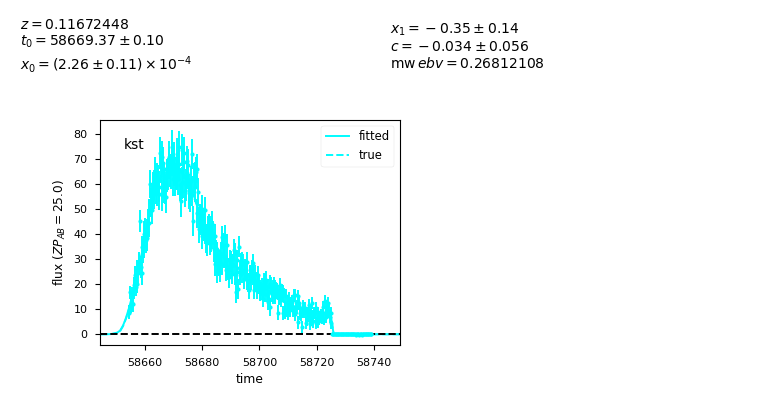 z = 0.11672448
t₀ = 58669.37 ± 0.10
x₀ = (2.26 ± 0.11) × 10⁻⁴
x₁ = −0.35 ± 0.14
c = −0.034 ± 0.056
mw ebv = 0.26812108
kst
fitted
true
80
70
60
50
40
30
20
10
0
flux (ZP_AB = 25.0)
58660 58680 58700 58720 58740
time